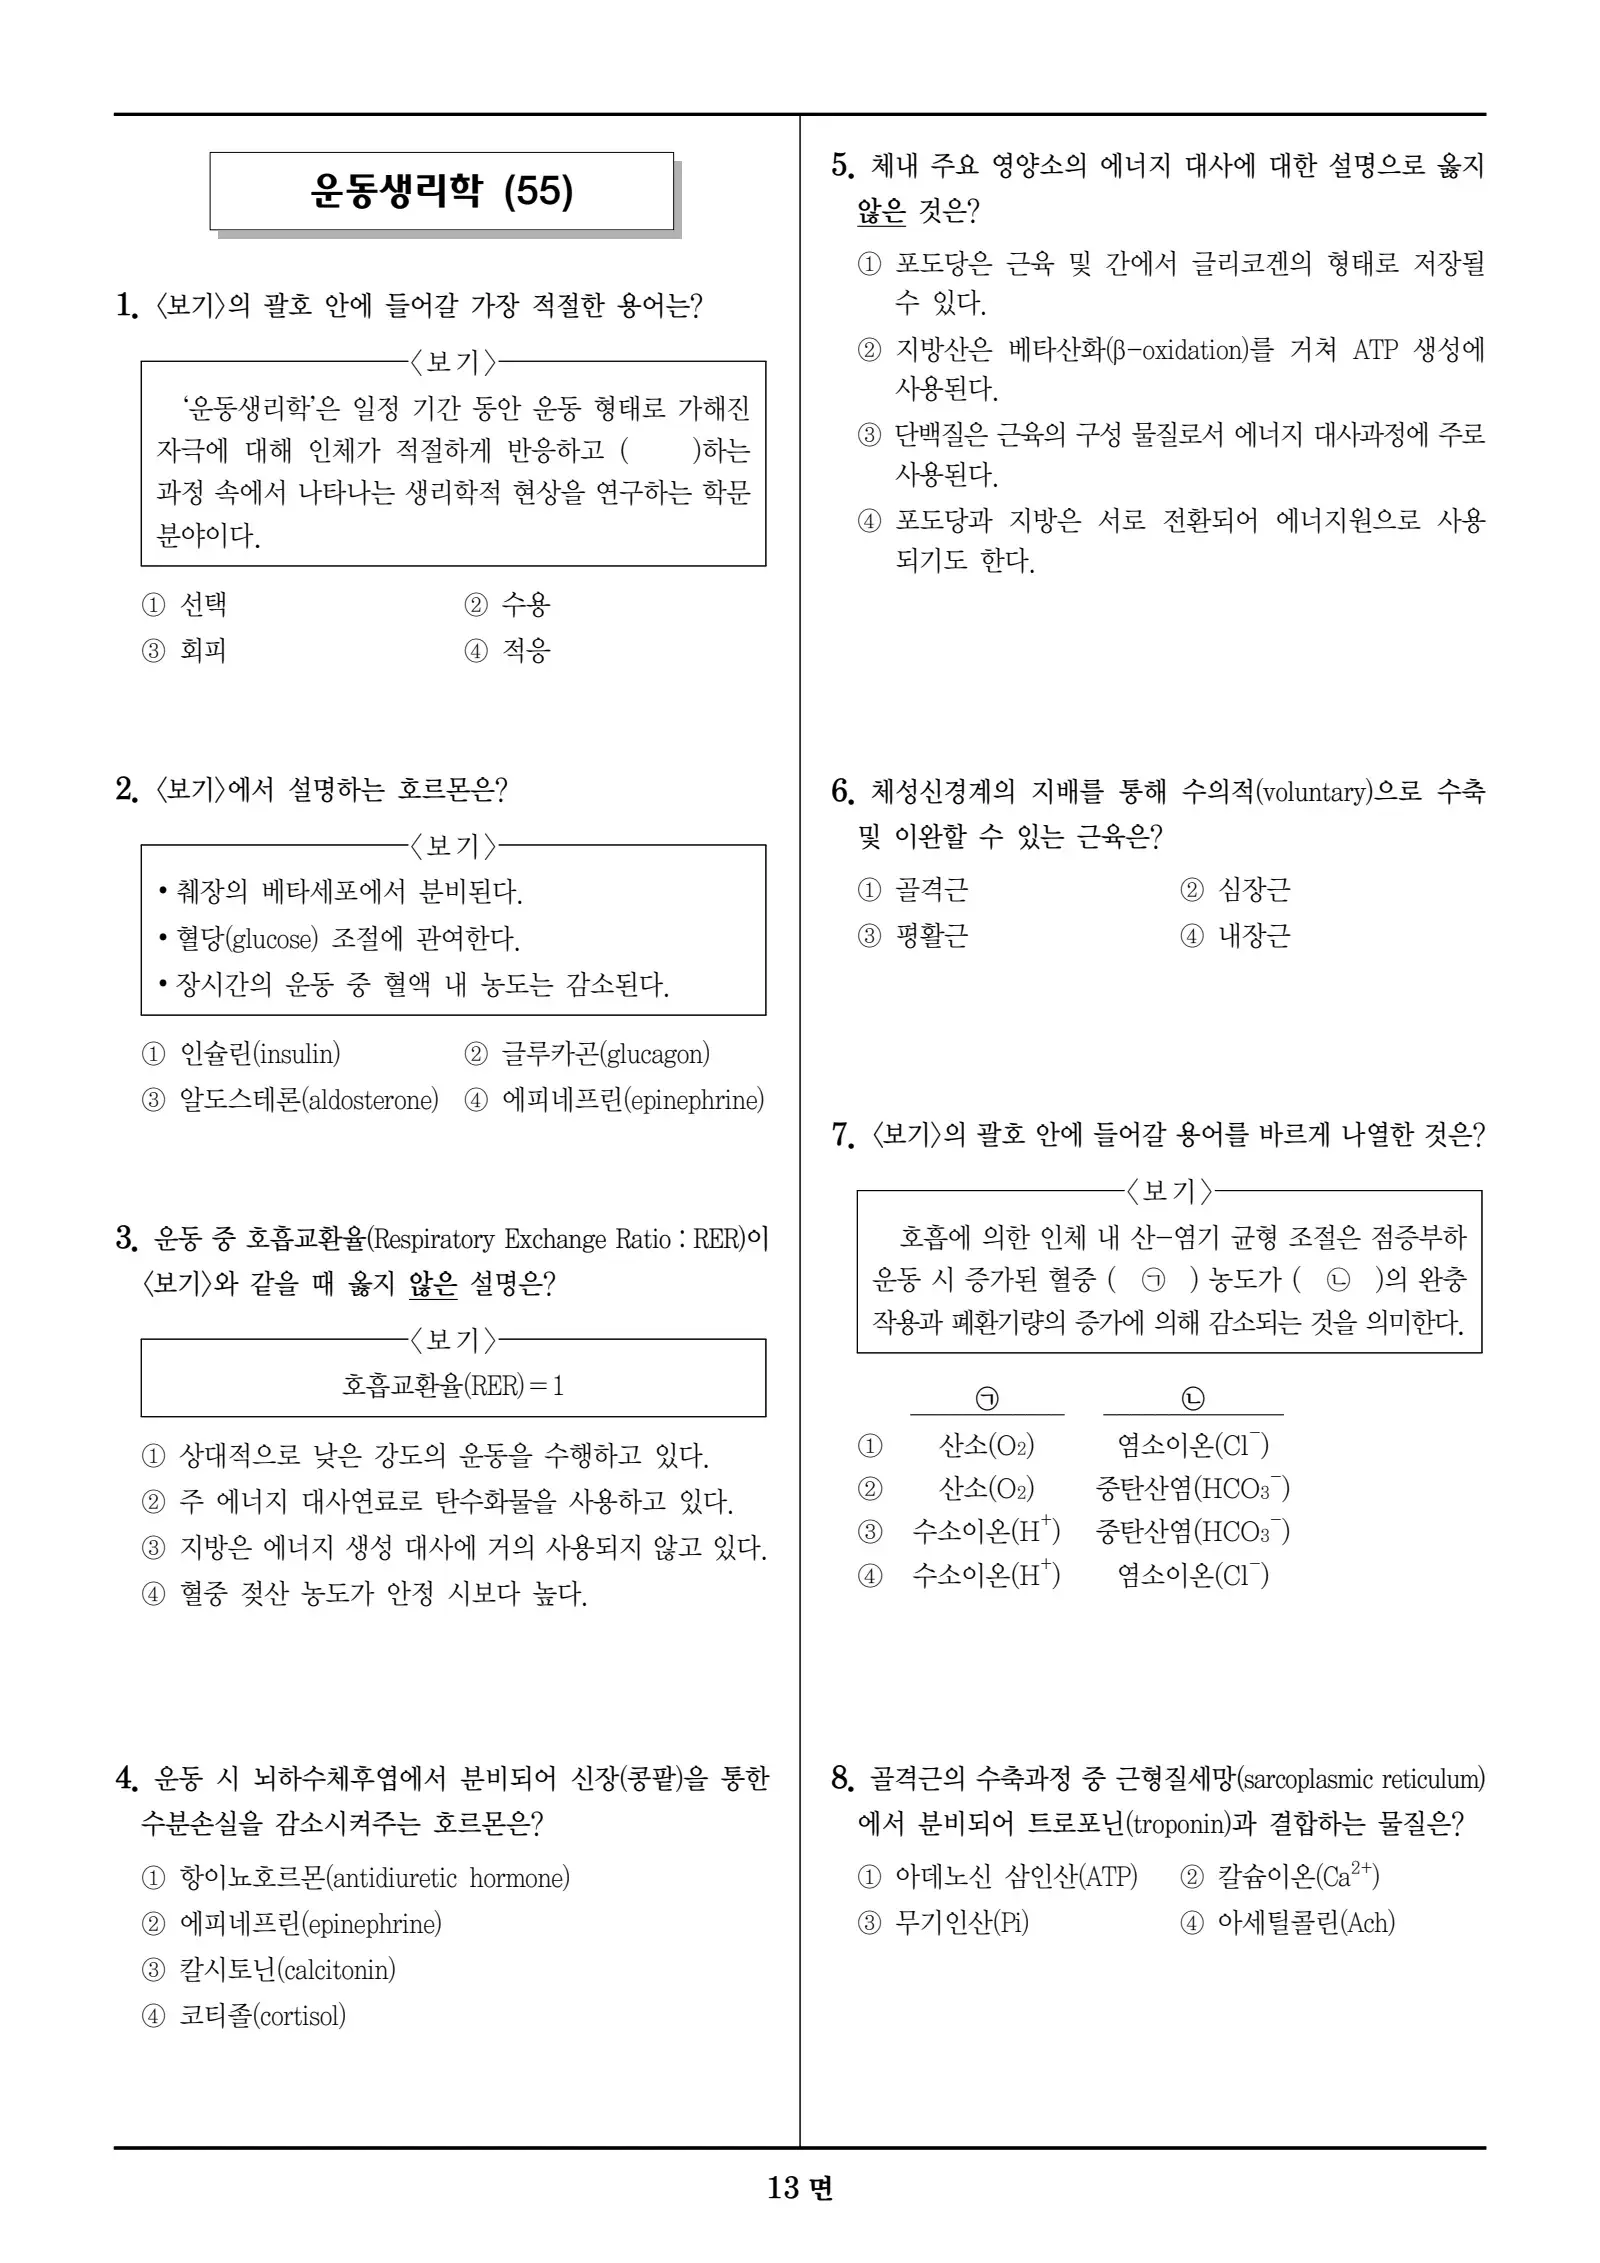 운동생리학 (55)
1. 〈보기〉의 괄호 안에 들어갈 가장 적절한 용어는?
〈보기〉
‘운동생리학’은 일정 기간 동안 운동 형태로 가해진
자극에 대해 인체가 적절하게 반응하고 (    )하는
과정 속에서 나타나는 생리학적 현상을 연구하는 학문
분야이다.
① 선택 ② 수용
③ 회피 ④ 적응
2. 〈보기〉에서 설명하는 호르몬은?
〈보기〉
• 췌장의 베타세포에서 분비된다.
• 혈당(glucose) 조절에 관여한다.
• 장시간의 운동 중 혈액 내 농도는 감소된다.
① 인슐린(insulin) ② 글루카곤(glucagon)
③ 알도스테론(aldosterone) ④ 에피네프린(epinephrine)
3. 운동 중 호흡교환율(Respiratory Exchange Ratio : RER)이
〈보기〉와 같을 때 옳지 않은 설명은?
〈보기〉
호흡교환율(RER) = 1
① 상대적으로 낮은 강도의 운동을 수행하고 있다.
② 주 에너지 대사연료로 탄수화물을 사용하고 있다.
③ 지방은 에너지 생성 대사에 거의 사용되지 않고 있다.
④ 혈중 젖산 농도가 안정 시보다 높다.
4. 운동 시 뇌하수체후엽에서 분비되어 신장(콩팥)을 통한
수분손실을 감소시켜주는 호르몬은?
① 항이뇨호르몬(antidiuretic hormone)
② 에피네프린(epinephrine)
③ 칼시토닌(calcitonin)
④ 코티졸(cortisol)
5. 체내 주요 영양소의 에너지 대사에 대한 설명으로 옳지
않은 것은?
① 포도당은 근육 및 간에서 글리코겐의 형태로 저장될
수 있다.
② 지방산은 베타산화(β-oxidation)를 거쳐 ATP 생성에
사용된다.
③ 단백질은 근육의 구성 물질로서 에너지 대사과정에 주로
사용된다.
④ 포도당과 지방은 서로 전환되어 에너지원으로 사용
되기도 한다.
6. 체성신경계의 지배를 통해 수의적(voluntary)으로 수축
및 이완할 수 있는 근육은?
① 골격근 ② 심장근
③ 평활근 ④ 내장근
7. 〈보기〉의 괄호 안에 들어갈 용어를 바르게 나열한 것은?
〈보기〉
호흡에 의한 인체 내 산-염기 균형 조절은 점증부하
운동 시 증가된 혈중 ( ㉠ ) 농도가 ( ㉡ )의 완충
작용과 폐환기량의 증가에 의해 감소되는 것을 의미한다.
㉠ ㉡
① 산소(O₂) 염소이온(Cl⁻)
② 산소(O₂) 중탄산염(HCO₃⁻)
③ 수소이온(H⁺) 중탄산염(HCO₃⁻)
④ 수소이온(H⁺) 염소이온(Cl⁻)
8. 골격근의 수축과정 중 근형질세망(sarcoplasmic reticulum)
에서 분비되어 트로포닌(troponin)과 결합하는 물질은?
① 아데노신 삼인산(ATP) ② 칼슘이온(Ca²⁺)
③ 무기인산(Pi) ④ 아세틸콜린(Ach)
13 면